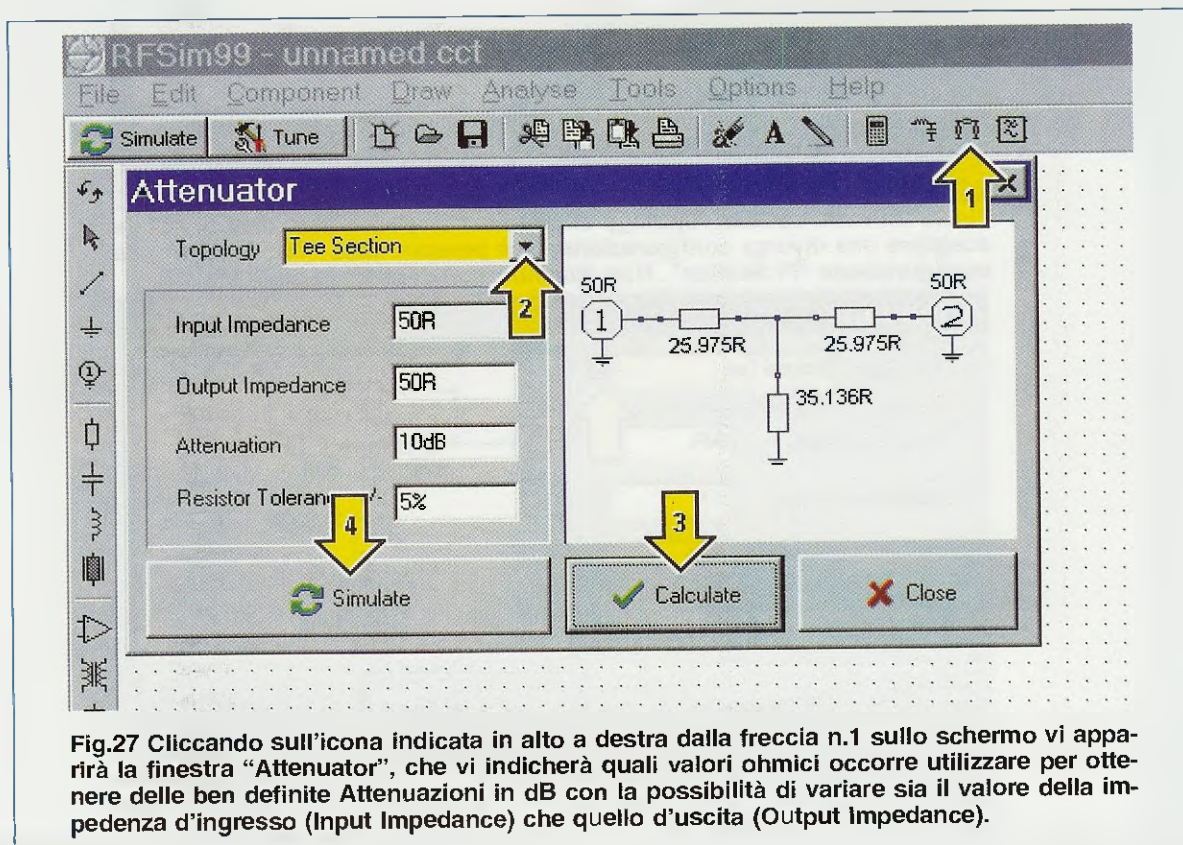 RFSim99 - unnamed.cct
File Edit Component Draw Analyse Tools Options Help
Simulate Tune A
Attenuator
1
Topology Tee Section
2
Input Impedance 50R
Output Impedance 50R
Attenuation 10dB
Resistor +/- 5%
50R 50R
1 2
25.975R 25.975R
35.136R
4 3
Simulate Calculate Close
Fig.27 Cliccando sull'icona indicata in alto a destra dalla freccia n.1 sullo schermo vi appa-
rirà la finestra "Attenuator", che vi indicherà quali valori ohmici occorre utilizzare per otte-
nere delle ben definite Attenuazioni in dB con la possibilità di variare sia il valore della im-
pedenza d'ingresso (Input Impedance) che quello d'uscita (Output Impedance).